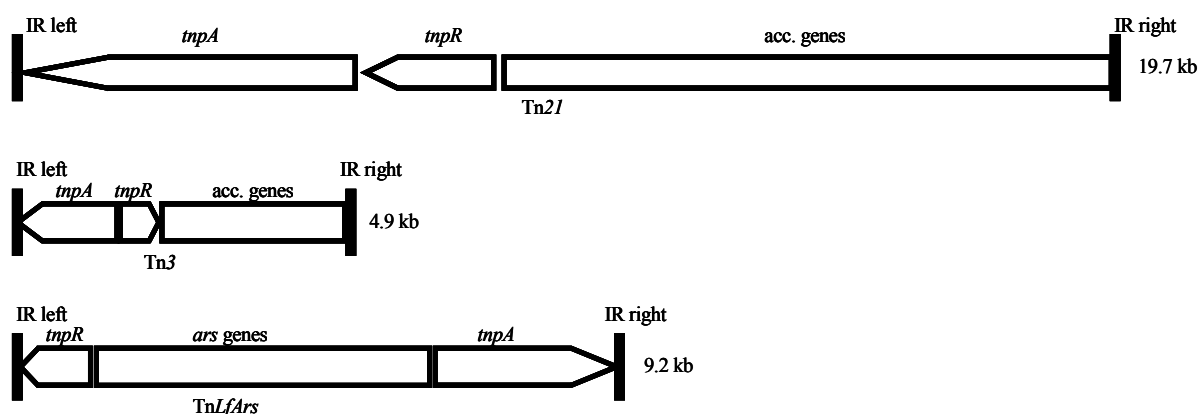 IR left
IR right
tnpA
tnpR
acc. genes
19.7 kb
Tn21
IR left
IR right
tnpA
tnpR
acc. genes
4.9 kb
Tn3
IR left
IR right
tnpR
ars genes
tnpA
9.2 kb
TnLfArs